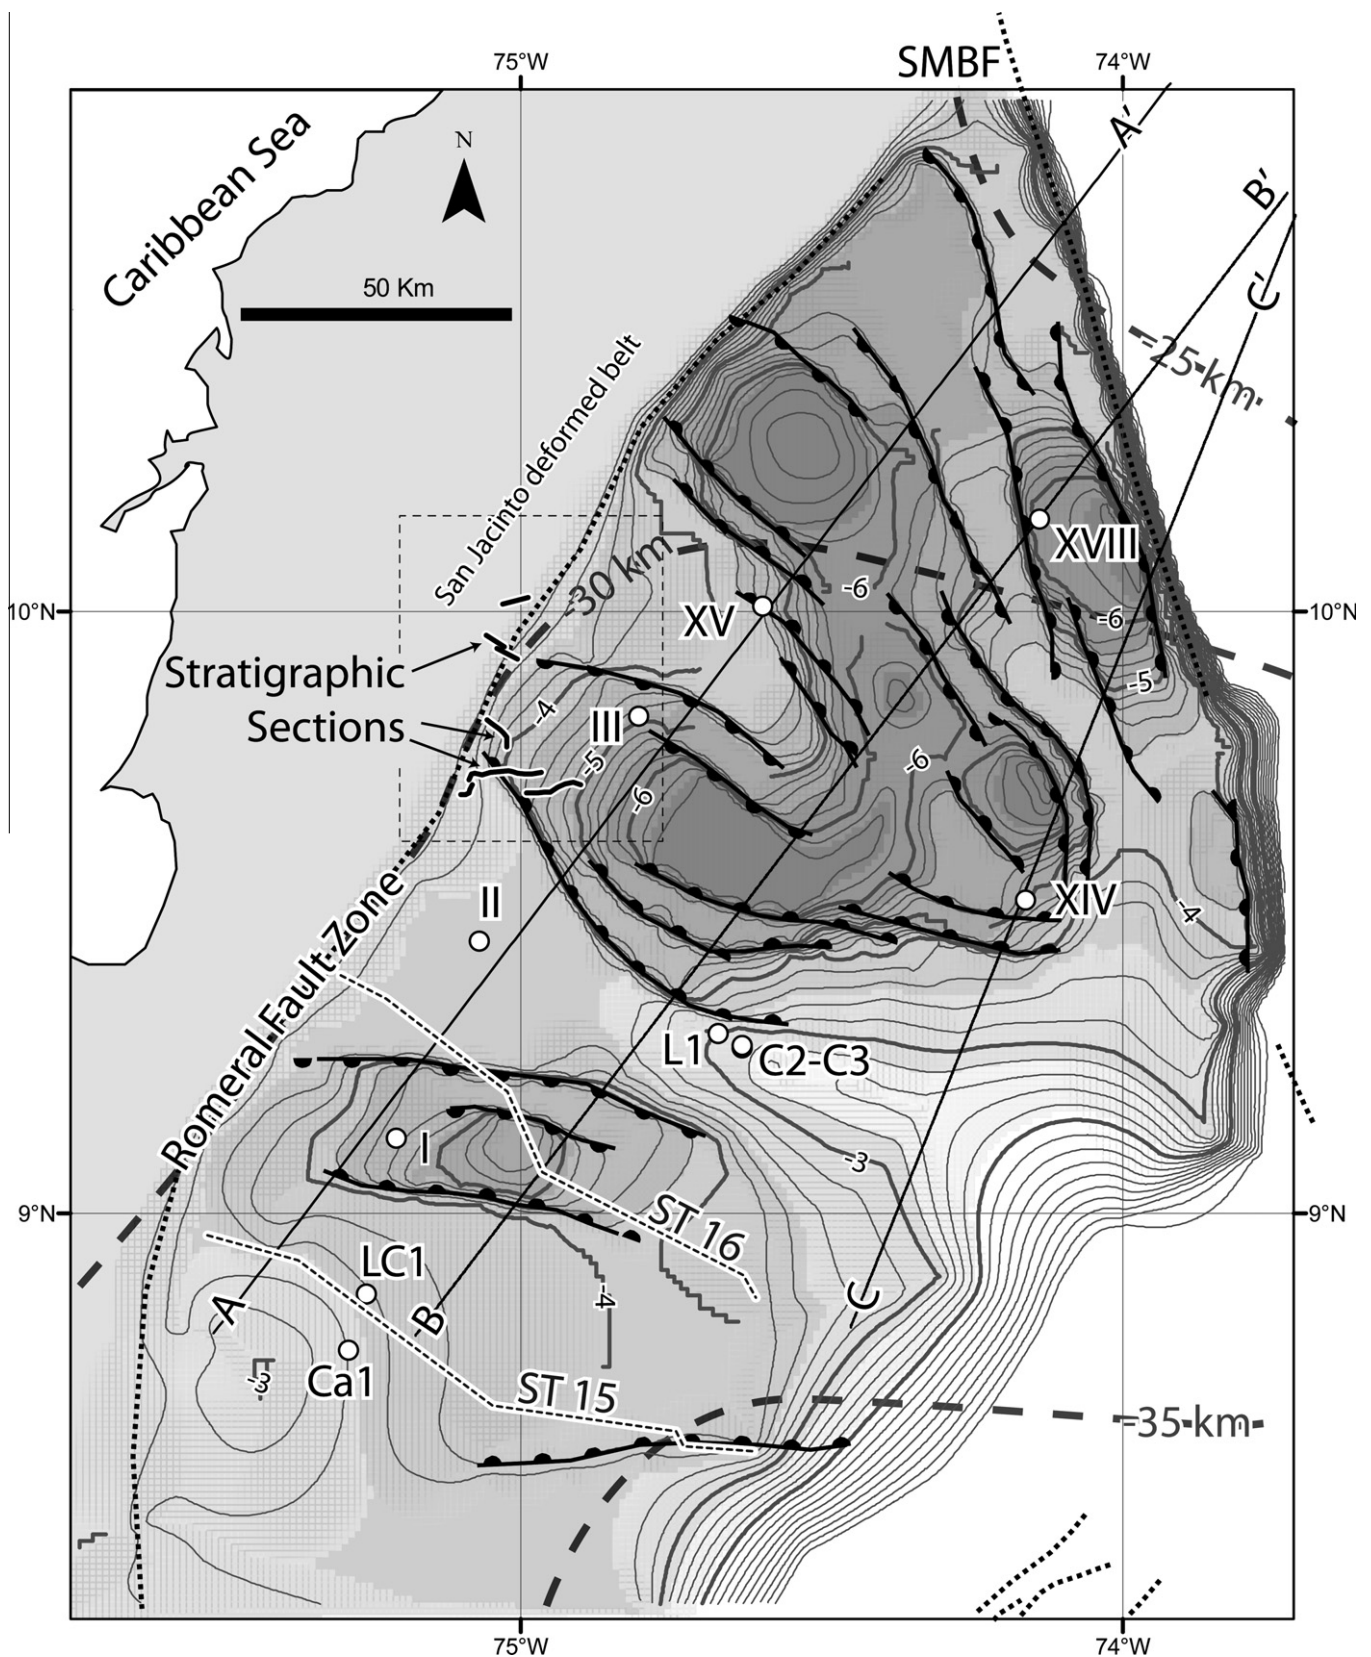 75°W
74°W
SMBF
A'
Caribbean Sea
N
B'
C'
50 Km
-25 km
San Jacinto deformed belt
XVIII
-30 km
-6
10°N
10°N
XV
-6
Stratigraphic
Sections
-5
-4
III
-5
-6
-6
II
XIV
-4
Romeral Fault Zone
L1
C2-C3
I
-3
9°N
9°N
ST 16
LC1
A
B
C
-4
Ca1
-3
ST 15
-35 km
75°W
74°W